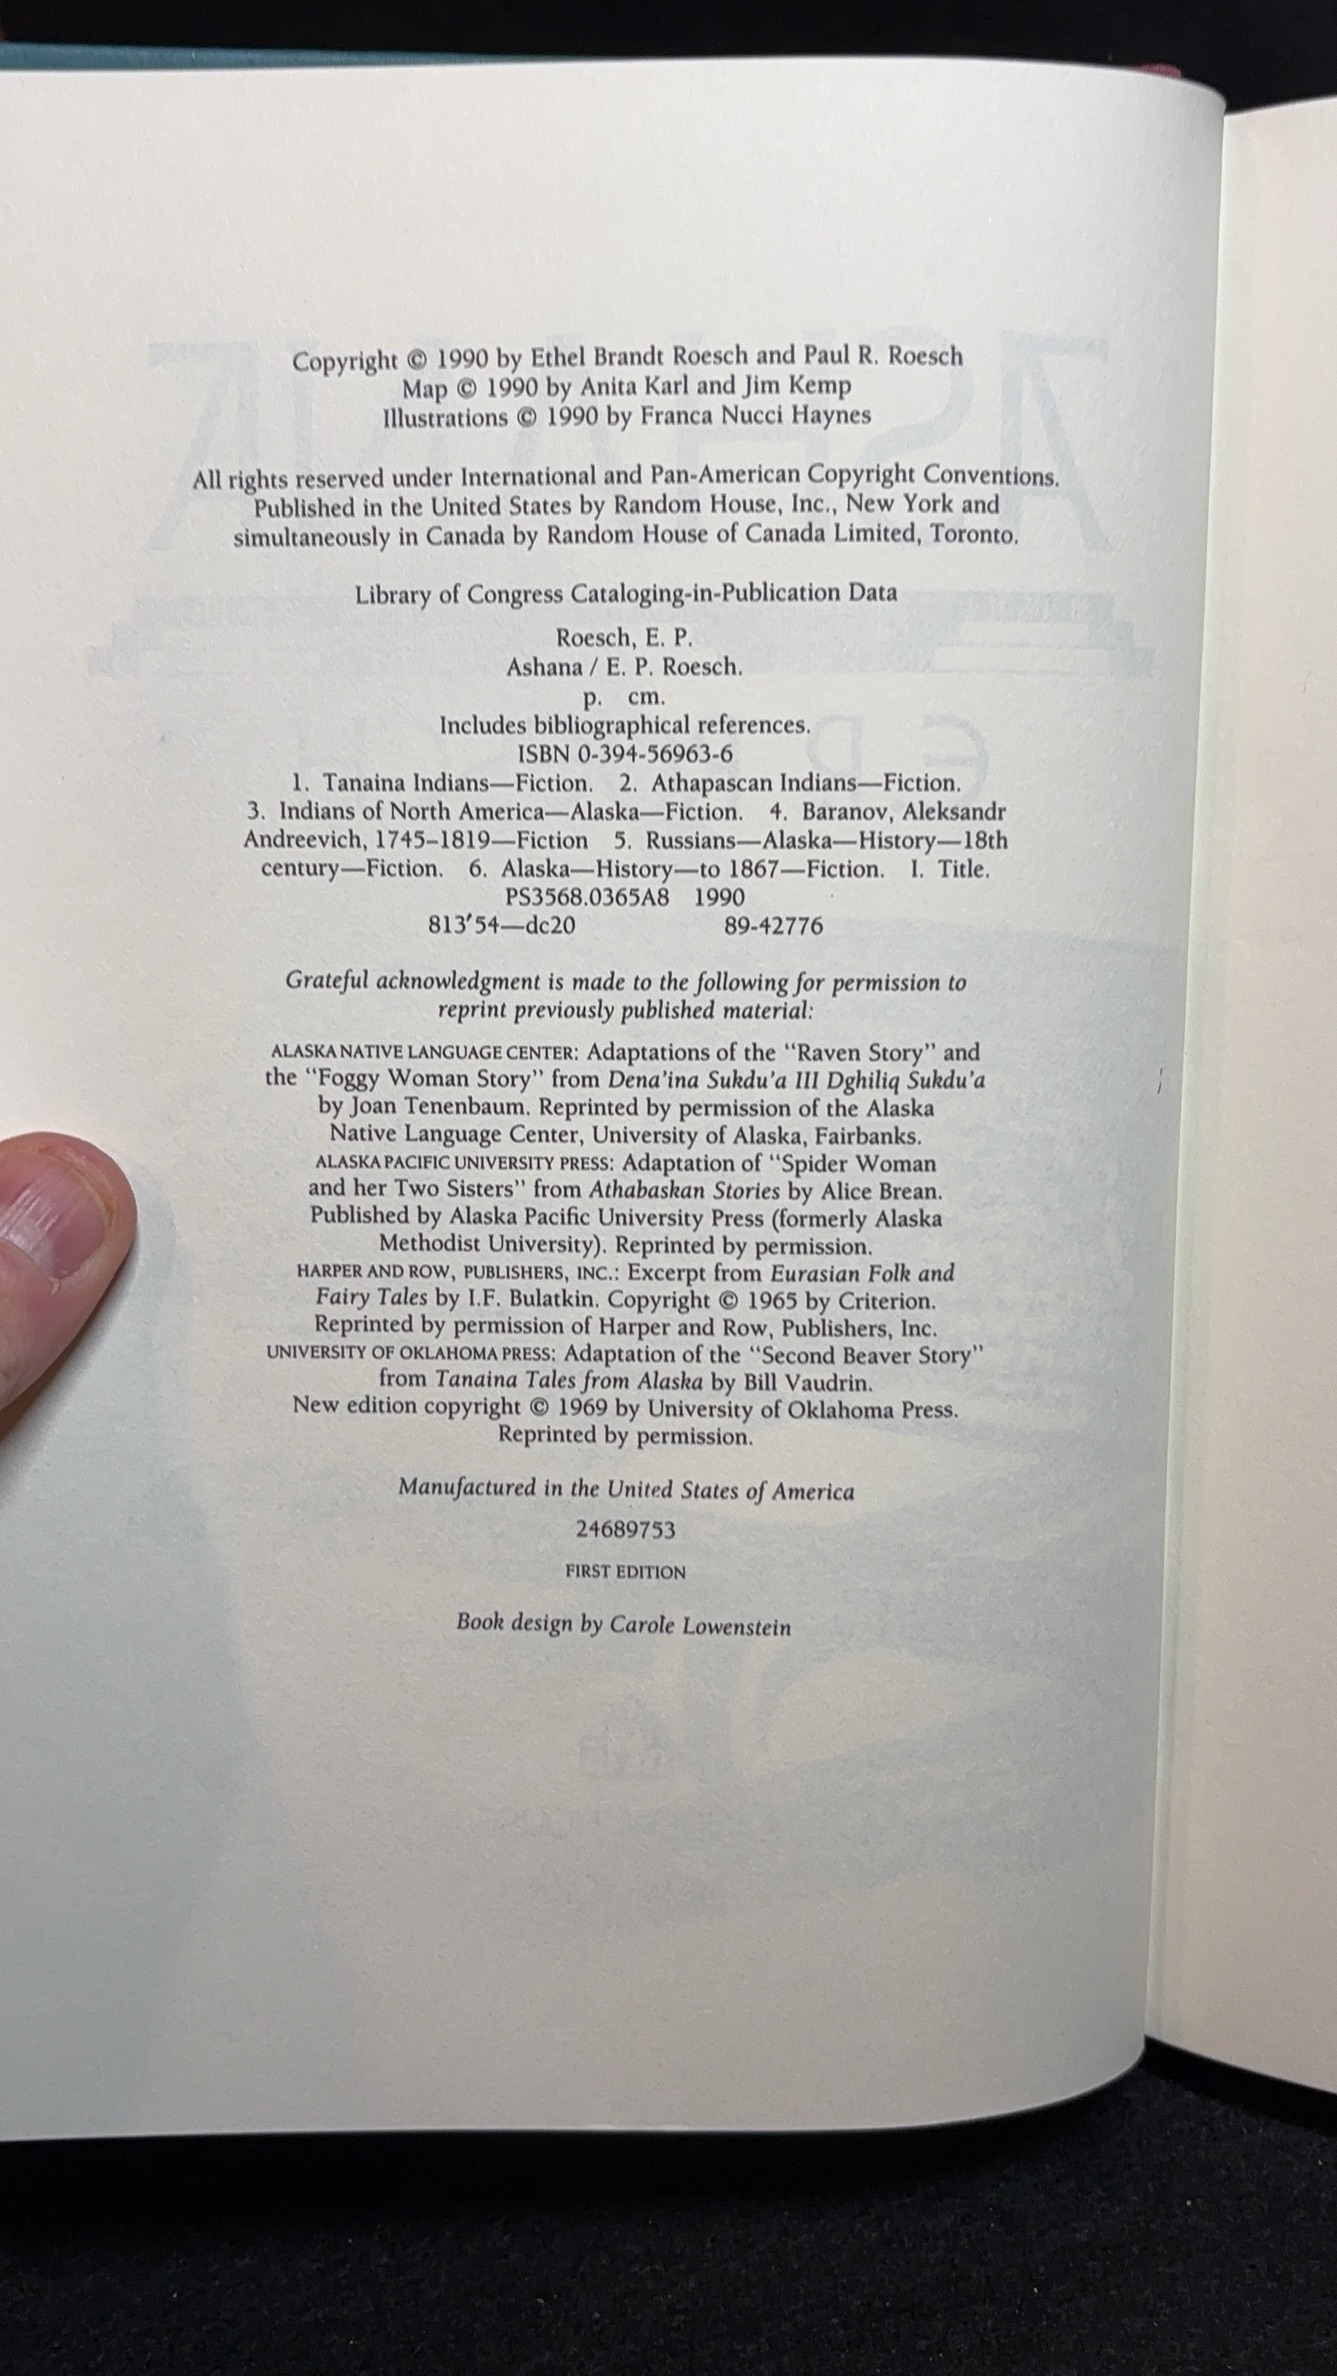 Copyright © 1990 by Ethel Brandt Roesch and Paul R. Roesch
Map © 1990 by Anita Karl and Jim Kemp
Illustrations © 1990 by Franca Nucci Haynes
All rights reserved under International and Pan-American Copyright Conventions.
Published in the United States by Random House, Inc., New York and
simultaneously in Canada by Random House of Canada Limited, Toronto.
Library of Congress Cataloging-in-Publication Data
Roesch, E. P.
Ashana / E. P. Roesch.
p. cm.
Includes bibliographical references.
ISBN 0-394-56963-6
1. Tanaina Indians—Fiction. 2. Athapascan Indians—Fiction.
3. Indians of North America—Alaska—Fiction. 4. Baranov, Aleksandr
Andreevich, 1745–1819—Fiction 5. Russians—Alaska—History—18th
century—Fiction. 6. Alaska—History—to 1867—Fiction. I. Title.
PS3568.0365A8 1990
813′54—dc20 89-42776
Grateful acknowledgment is made to the following for permission to
reprint previously published material:
ALASKA NATIVE LANGUAGE CENTER: Adaptations of the “Raven Story” and
the “Foggy Woman Story” from Dena’ina Sukdu’a III Dghiliq Sukdu’a
by Joan Tenenbaum. Reprinted by permission of the Alaska
Native Language Center, University of Alaska, Fairbanks.
ALASKA PACIFIC UNIVERSITY PRESS: Adaptation of “Spider Woman
and her Two Sisters” from Athabaskan Stories by Alice Brean.
Published by Alaska Pacific University Press (formerly Alaska
Methodist University). Reprinted by permission.
HARPER AND ROW, PUBLISHERS, INC.: Excerpt from Eurasian Folk and
Fairy Tales by I.F. Bulatkin. Copyright © 1965 by Criterion.
Reprinted by permission of Harper and Row, Publishers, Inc.
UNIVERSITY OF OKLAHOMA PRESS: Adaptation of the “Second Beaver Story”
from Tanaina Tales from Alaska by Bill Vaudrin.
New edition copyright © 1969 by University of Oklahoma Press.
Reprinted by permission.
Manufactured in the United States of America
24689753
FIRST EDITION
Book design by Carole Lowenstein